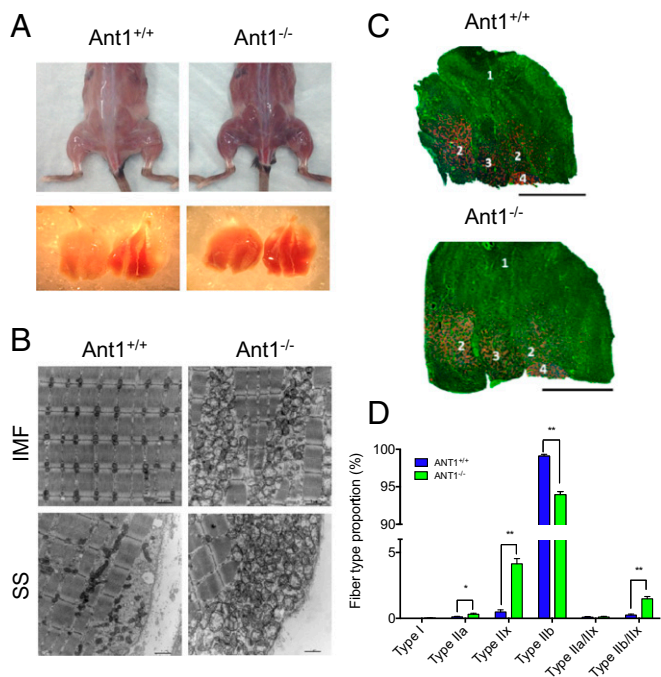 A
Ant1+/+
Ant1-/-
B
Ant1+/+
Ant1-/-
IMF
SS
C
Ant1+/+
1
2
3
2
4
Ant1-/-
1
2
3
2
4
D
Fiber type proportion (%)
100
95
90
5
0
ANT1+/+
ANT1-/-
*
**
**
**
Type I
Type IIa
Type IIx
Type IIb
Type IIa/IIx
Type IIb/IIx